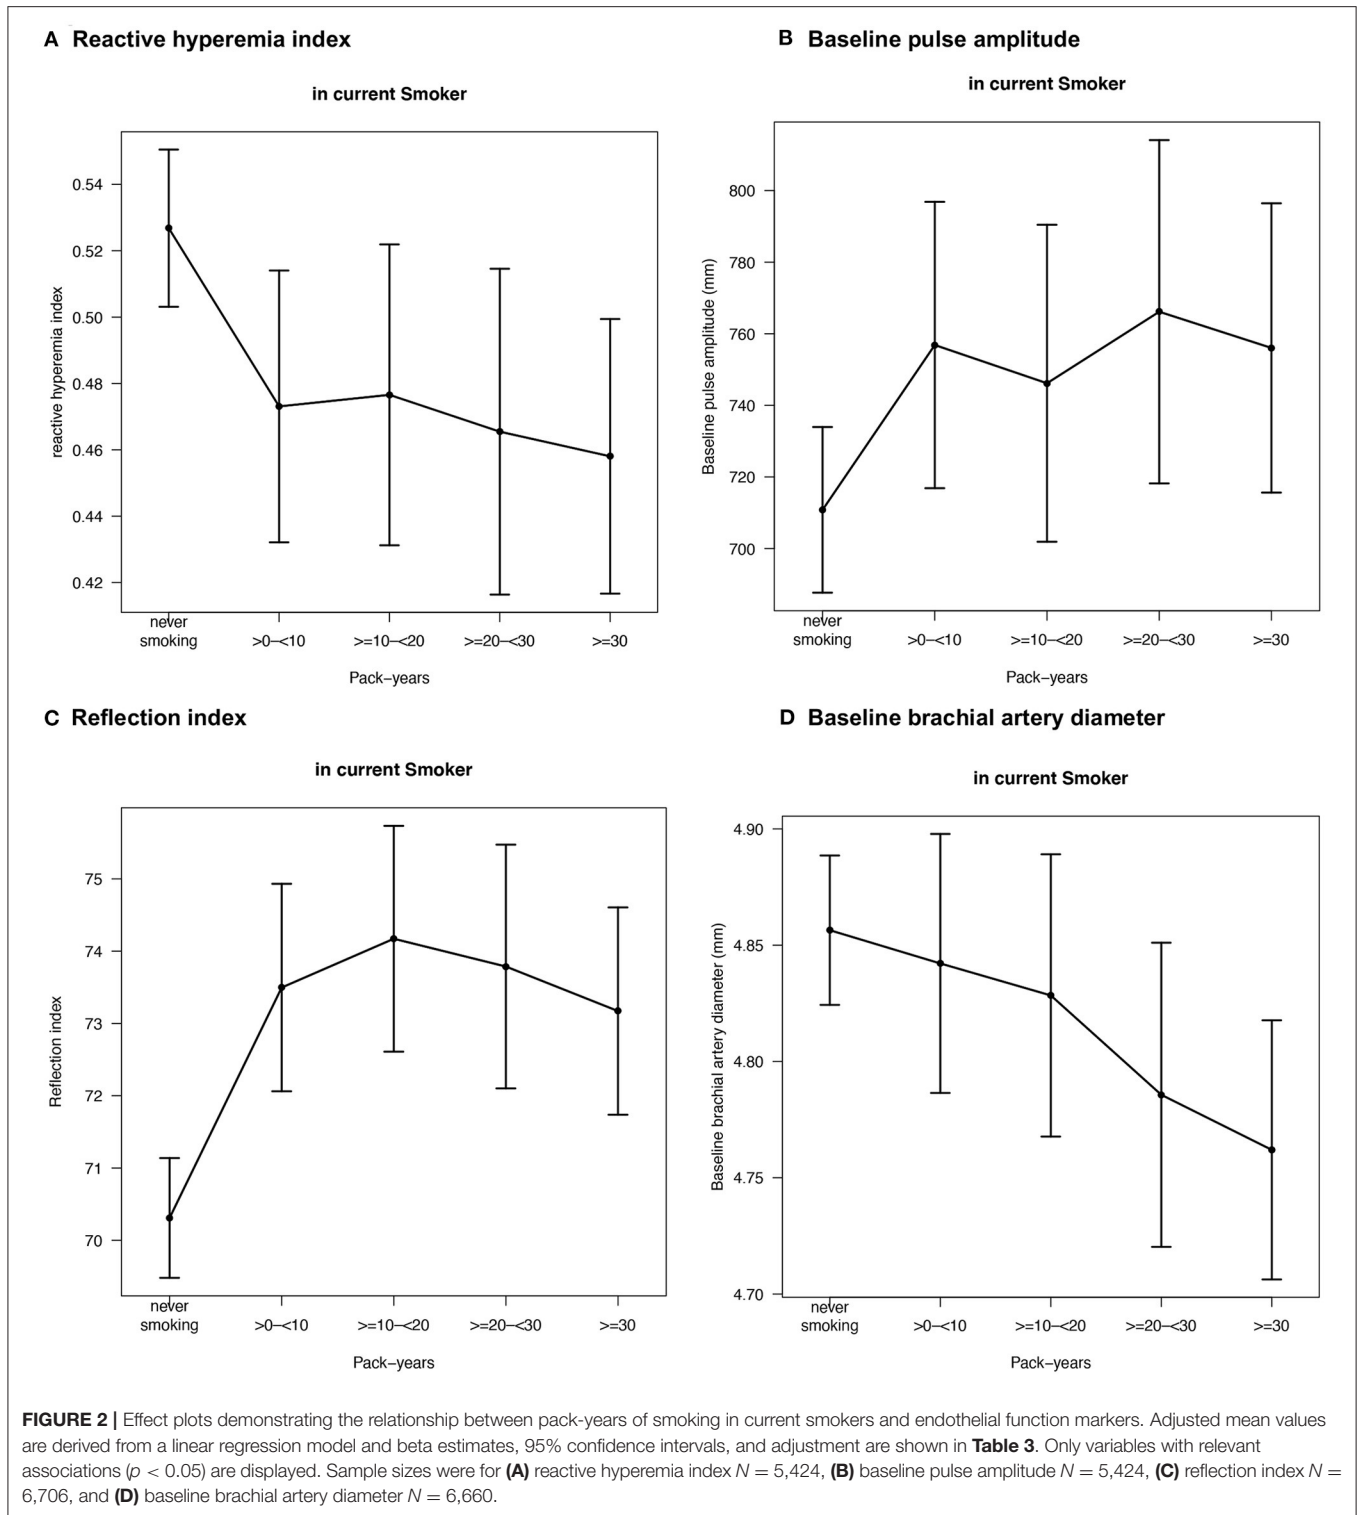 A Reactive hyperemia index
in current Smoker
reactive hyperemia index
0.54
0.52
0.50
0.48
0.46
0.44
0.42
never
smoking
>0–<10
>=10–<20
>=20–<30
>=30
Pack–years
B Baseline pulse amplitude
in current Smoker
Baseline pulse amplitude (mm)
800
780
760
740
720
700
never
smoking
>0–<10
>=10–<20
>=20–<30
>=30
Pack–years
C Reflection index
in current Smoker
Reflection index
75
74
73
72
71
70
never
smoking
>0–<10
>=10–<20
>=20–<30
>=30
Pack–years
D Baseline brachial artery diameter
in current Smoker
Baseline brachial artery diameter (mm)
4.90
4.85
4.80
4.75
4.70
never
smoking
>0–<10
>=10–<20
>=20–<30
>=30
Pack–years
FIGURE 2 | Effect plots demonstrating the relationship between pack-years of smoking in current smokers and endothelial function markers. Adjusted mean values
are derived from a linear regression model and beta estimates, 95% confidence intervals, and adjustment are shown in Table 3. Only variables with relevant
associations (p < 0.05) are displayed. Sample sizes were for (A) reactive hyperemia index N = 5,424, (B) baseline pulse amplitude N = 5,424, (C) reflection index N =
6,706, and (D) baseline brachial artery diameter N = 6,660.